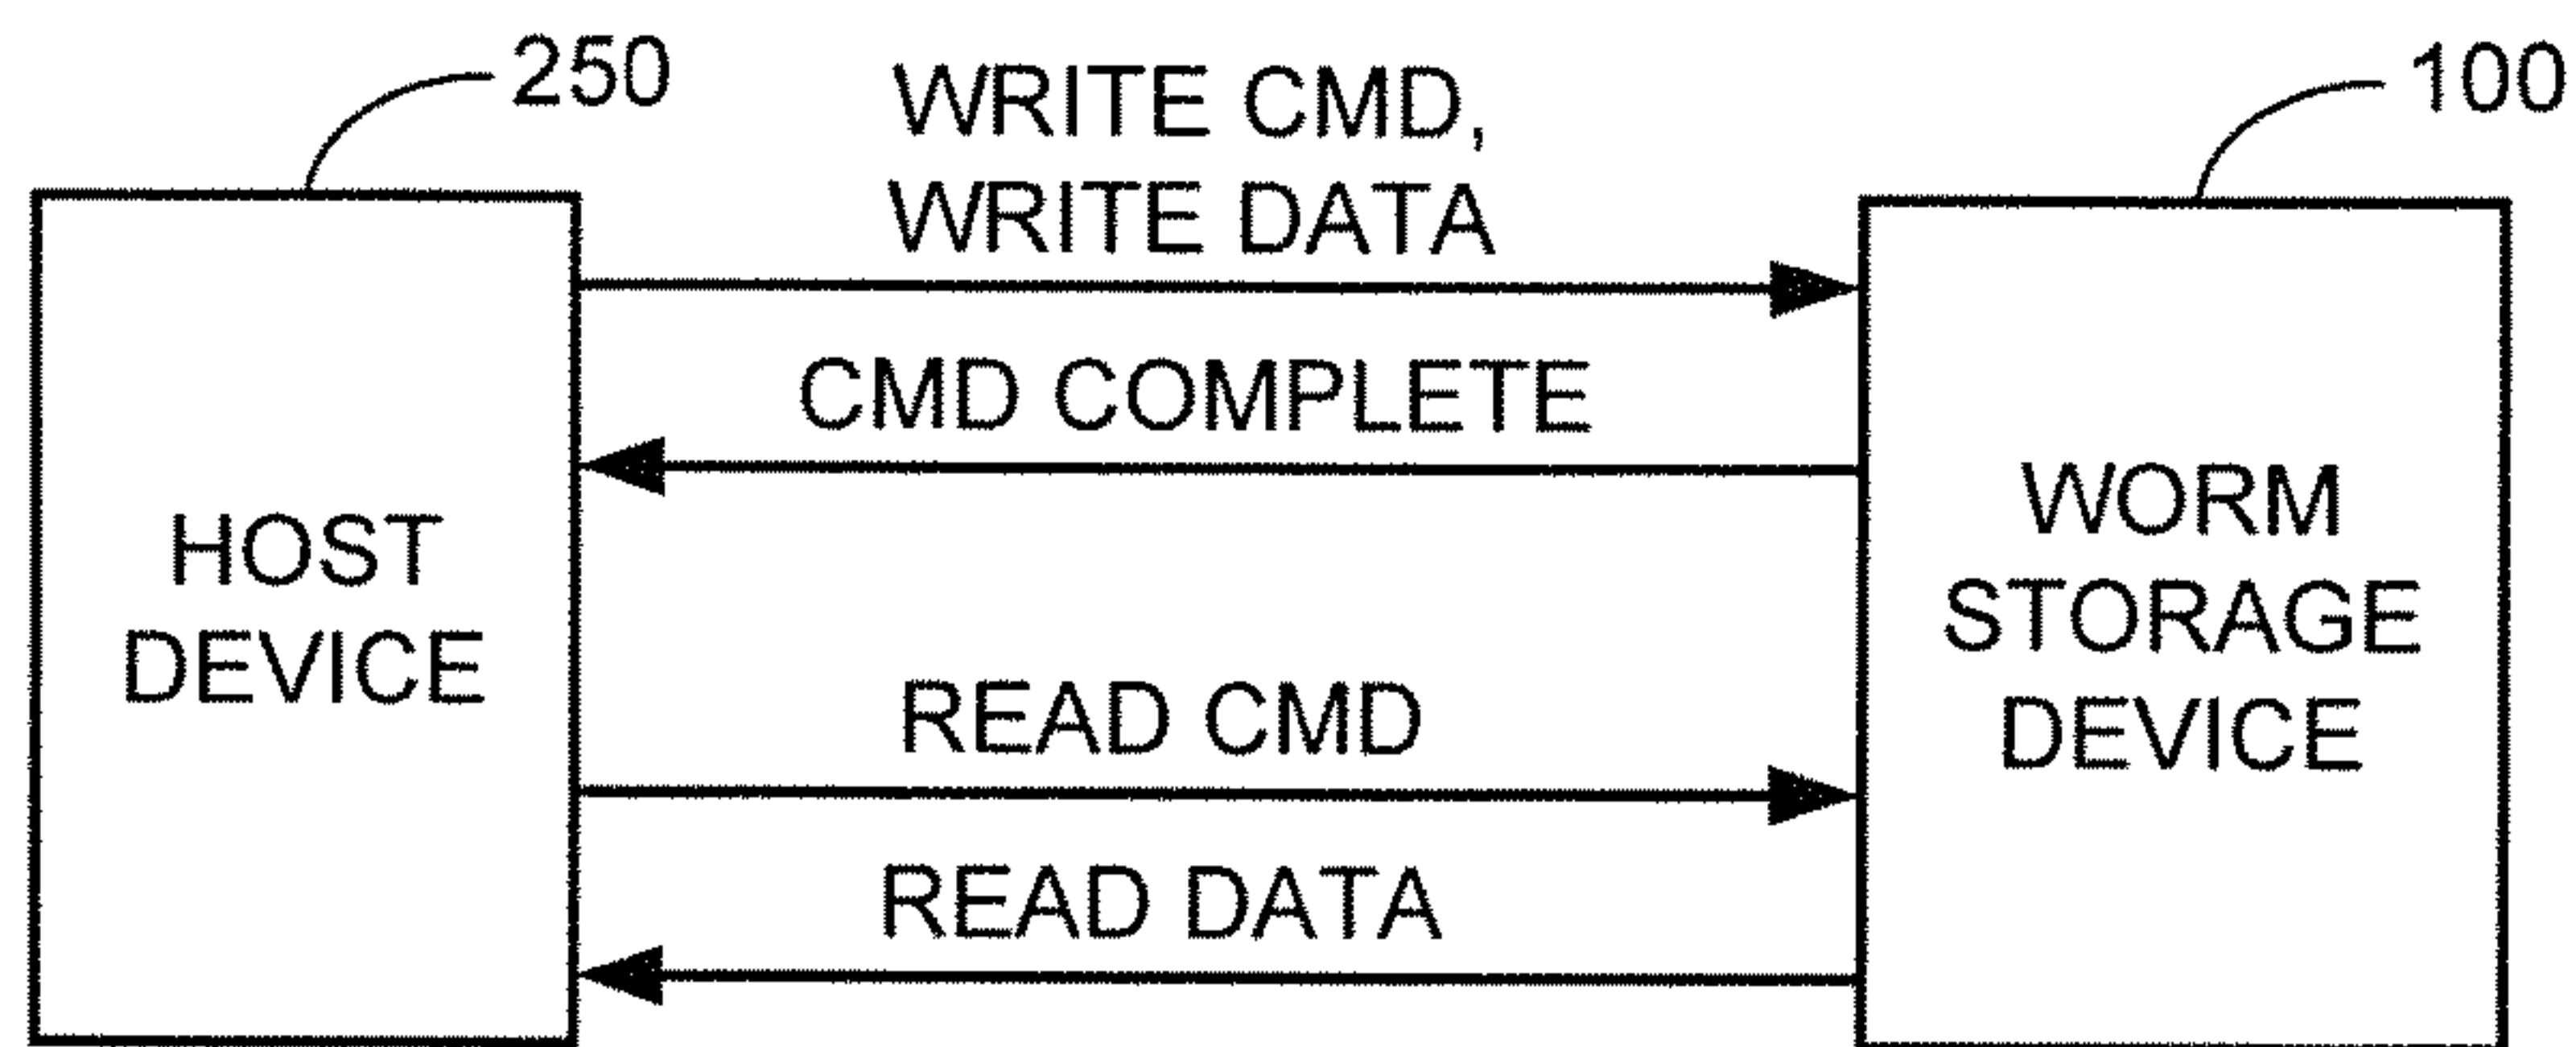 250
100
WRITE CMD,
WRITE DATA
CMD COMPLETE
HOST
DEVICE
WORM
STORAGE
DEVICE
READ CMD
READ DATA